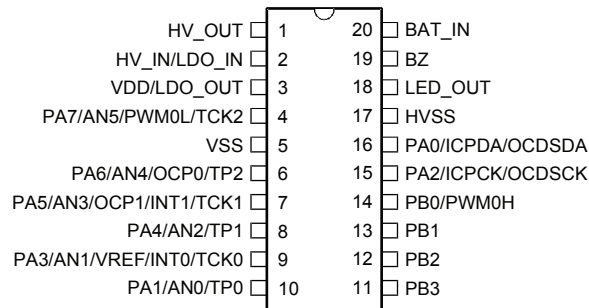 HV_OUT 1 20 BAT_IN
HV_IN/LDO_IN 2 19 BZ
VDD/LDO_OUT 3 18 LED_OUT
PA7/AN5/PWM0L/TCK2 4 17 HVSS
VSS 5 16 PA0/ICPDA/OCDSDA
PA6/AN4/OCP0/TP2 6 15 PA2/ICPCK/OCDSCK
PA5/AN3/OCP1/INT1/TCK1 7 14 PB0/PWM0H
PA4/AN2/TP1 8 13 PB1
PA3/AN1/VREF/INT0/TCK0 9 12 PB2
PA1/AN0/TP0 10 11 PB3